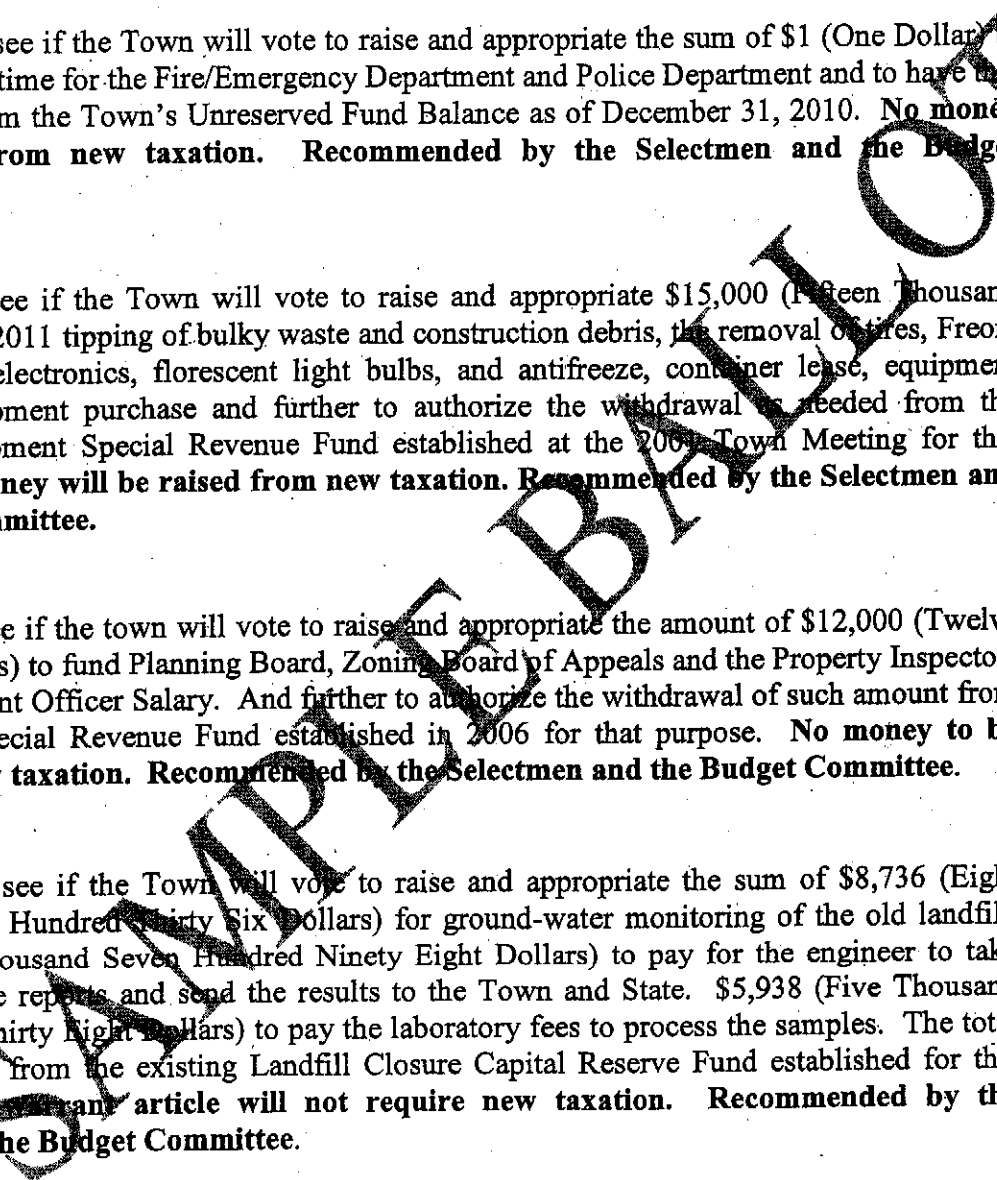 see if the Town will vote to raise and appropriate the sum of $1 (One Dollar)
time for the Fire/Emergency Department and Police Department and to have
m the Town's Unreserved Fund Balance as of December 31, 2010. No mone
rom new taxation. Recommended by the Selectmen and the Budge
ee if the Town will vote to raise and appropriate $15,000 (Fifteen Thousan
2011 tipping of bulky waste and construction debris, the removal of tires, Freo
electronics, florescent light bulbs, and antifreeze, container lease, equipmen
oment purchase and further to authorize the withdrawal as needed from th
oment Special Revenue Fund established at the Town Meeting for th
ney will be raised from new taxation. Recommended by the Selectmen an
mmittee.
e if the town will vote to raise and appropriate the amount of $12,000 (Twelv
s) to fund Planning Board, Zoning Board of Appeals and the Property Inspecto
nt Officer Salary. And further to authorize the withdrawal of such amount from
ecial Revenue Fund established in 2006 for that purpose. No money to b
taxation. Recommended by the Selectmen and the Budget Committee.
see if the Town will vote to raise and appropriate the sum of $8,736 (Eigh
Hundred Thirty Six Dollars) for ground-water monitoring of the old landfil
ousand Seven Hundred Ninety Eight Dollars) to pay for the engineer to tak
e reports and send the results to the Town and State. $5,938 (Five Thousan
hirty Eight Dollars) to pay the laboratory fees to process the samples. The tot
from the existing Landfill Closure Capital Reserve Fund established for th
warrant article will not require new taxation. Recommended by th
he Budget Committee.
SAMPLE BALLOT